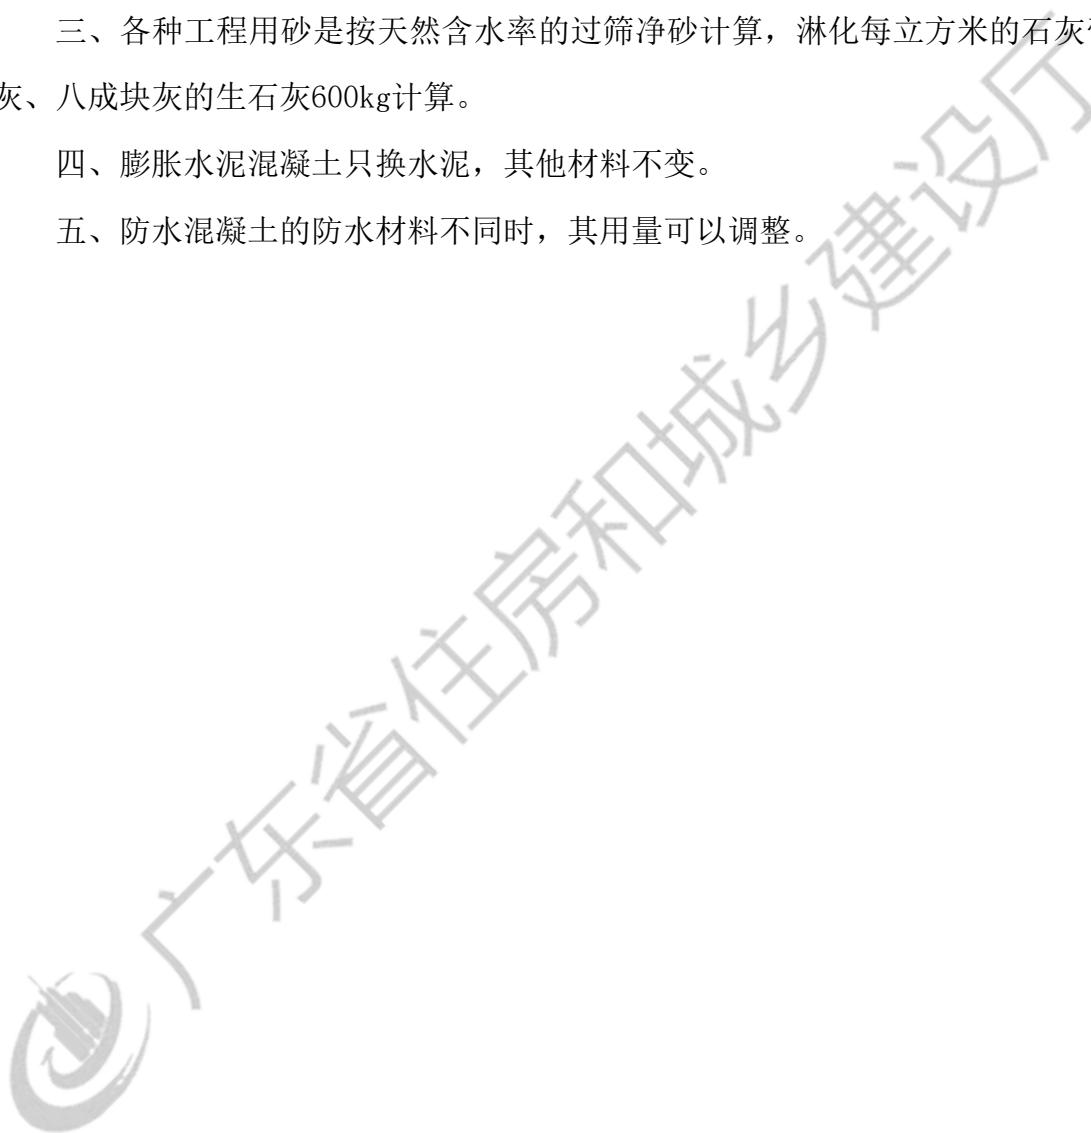 三、各种工程用砂是按天然含水率的过筛净砂计算，淋化每立方米的石灰
灰、八成块灰的生石灰600kg计算。
四、膨胀水泥混凝土只换水泥，其他材料不变。
五、防水混凝土的防水材料不同时，其用量可以调整。
广东省住房和城乡建设厅